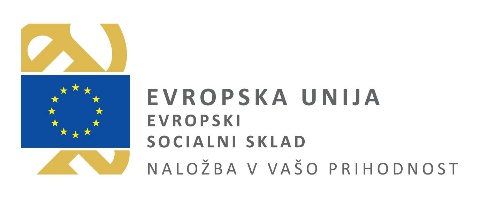 EVROPSKA UNIJA
EVROPSKI
SOCIALNI SKLAD
NALOŽBA V VAŠO PRIHODNOST